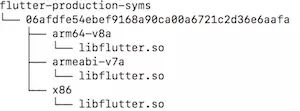 flutter-production-syms
└── 06afdfe54ebef9168a90ca00a6721c2d36e6aafa
├── arm64-v8a
│   └── libflutter.so
├── armeabi-v7a
│   └── libflutter.so
└── x86
└── libflutter.so